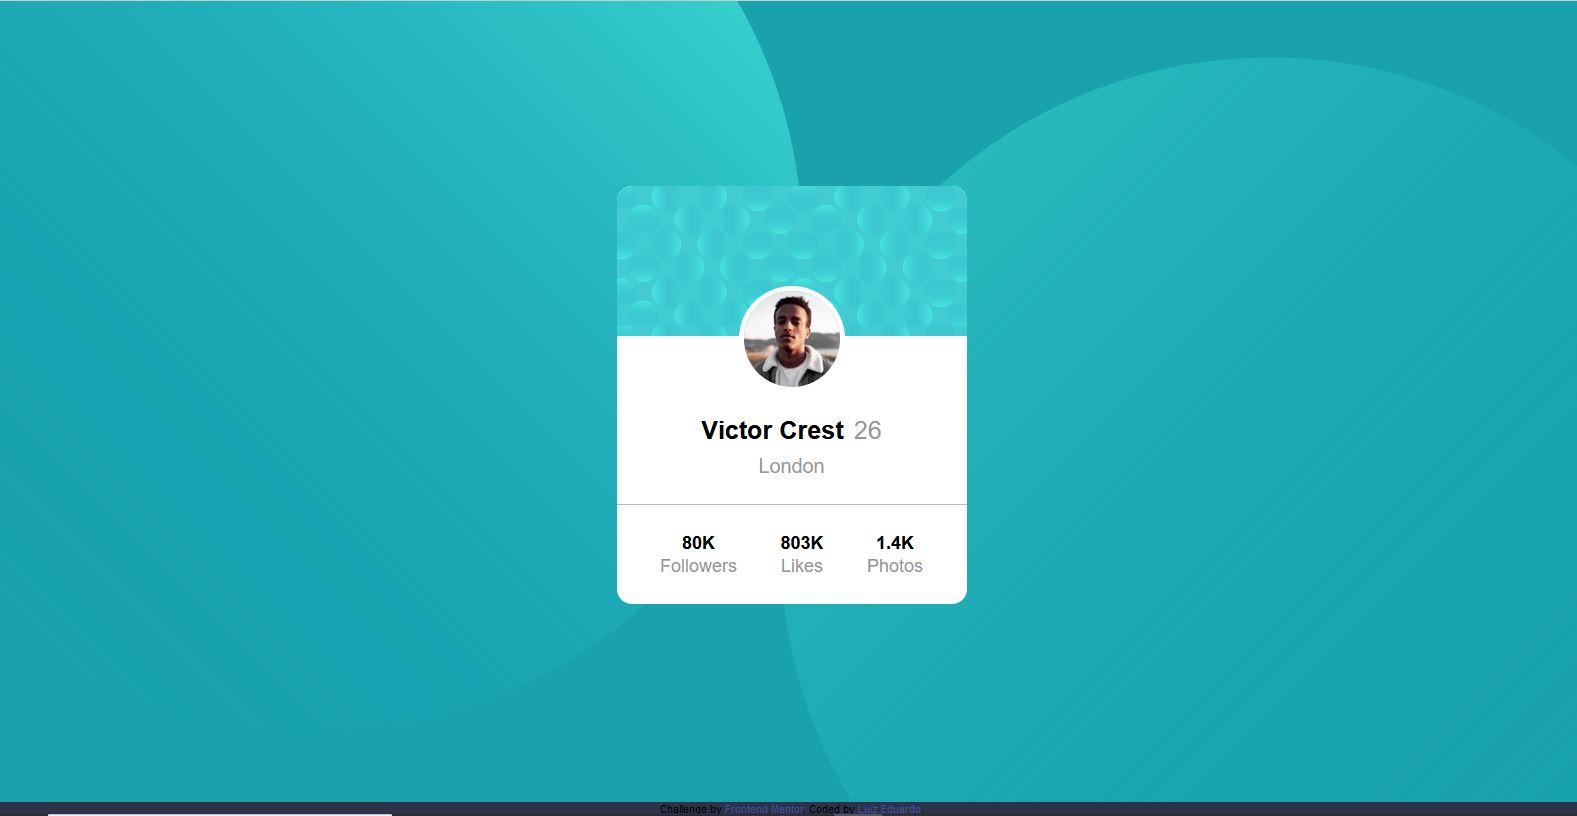 Victor Crest 26
London
80K 803K 1.4K
Followers Likes Photos
Challenge by Frontend Mentor. Coded by Luiz Eduardo